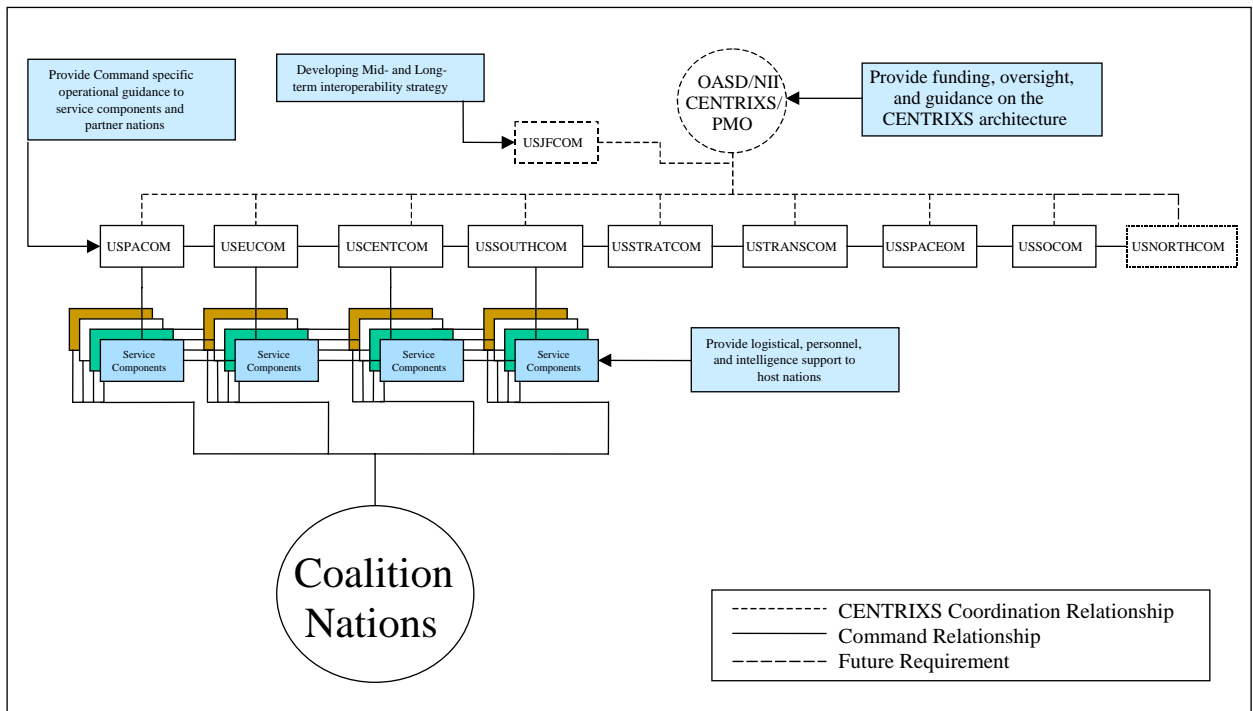 Provide Command specific
operational guidance to
service components and
partner nations
Developing Mid- and Long-
term interoperability strategy
OASD/NII
CENTRIXS/
PMO
Provide funding, oversight,
and guidance on the
CENTRIXS architecture
USJFCOM
USPACOM
USEUCOM
USCENTCOM
USSOUTHCOM
USSTRATCOM
USTRANSCOM
USSPACEOM
USSOCOM
USNORTHCOM
Service
Components
Service
Components
Service
Components
Service
Components
Provide logistical, personnel,
and intelligence support to
host nations
Coalition
Nations
CENTRIXS Coordination Relationship
Command Relationship
Future Requirement